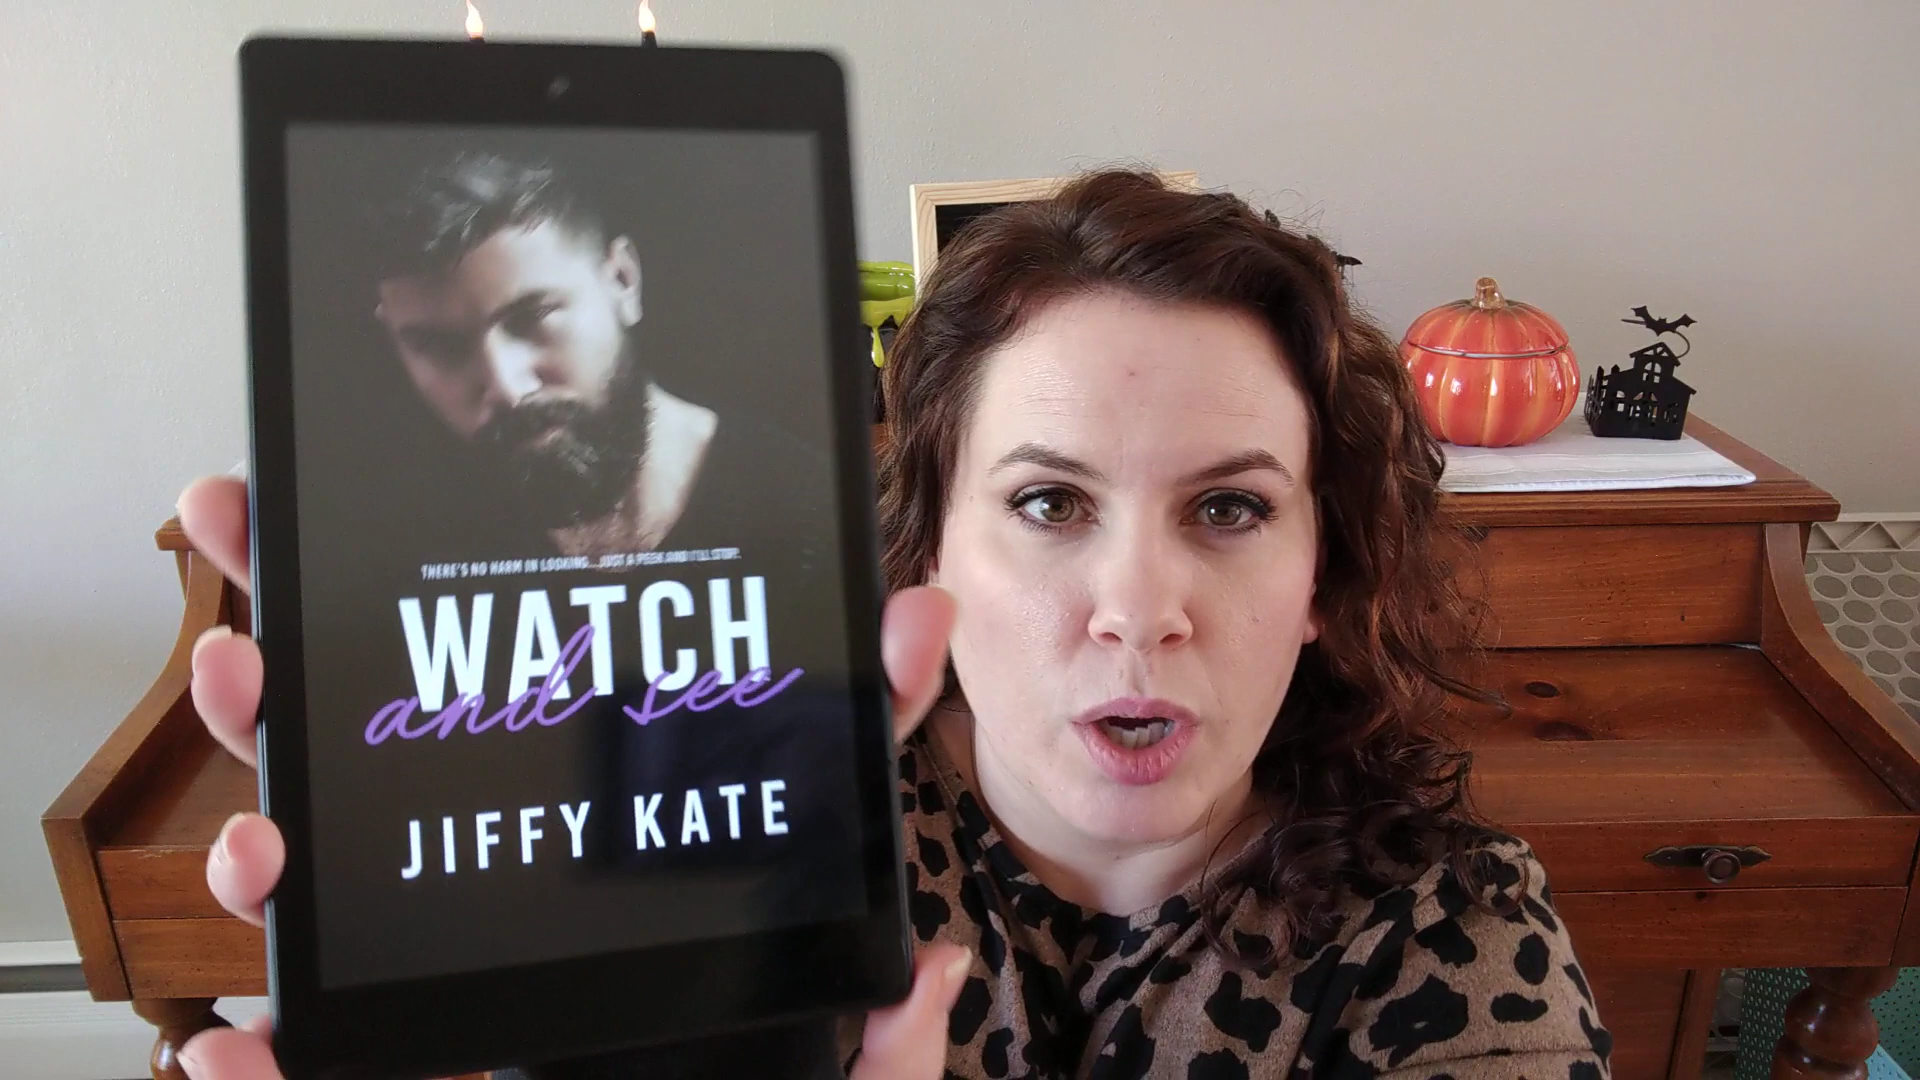 THERE'S NO HARM IN LOOKING... JUST A PEEK AND I'LL STOP.
WATCH
and see
JIFFY KATE